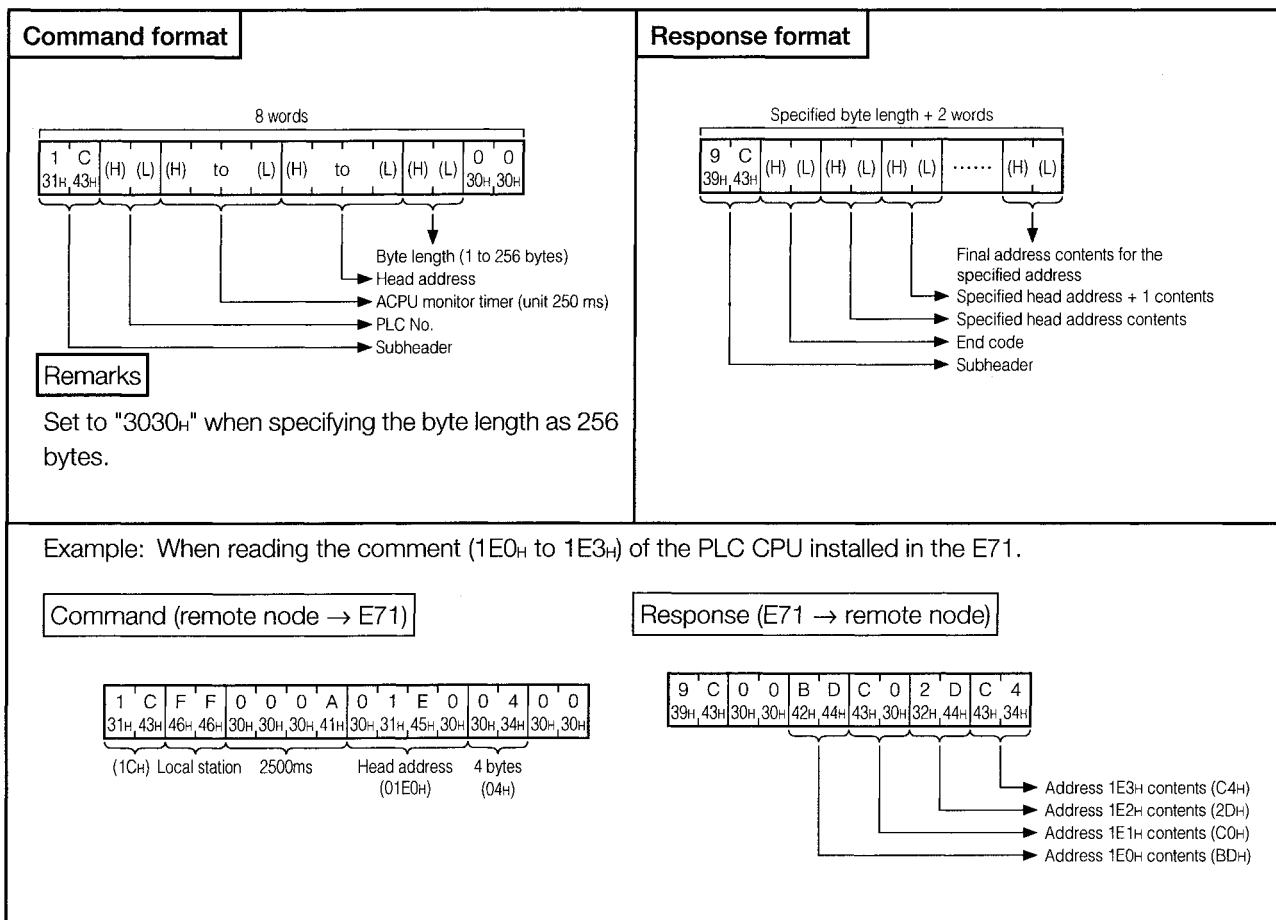 Command format
8 words
1 C (H) (L) (H) to (L) (H) to (L) (H) (L) 0 0
31H 43H 30H 30H
Byte length (1 to 256 bytes)
Head address
ACPU monitor timer (unit 250 ms)
PLC No.
Subheader
Remarks
Set to "3030H" when specifying the byte length as 256
bytes.
Response format
Specified byte length + 2 words
9 C (H) (L) (H) (L) (H) (L) ······ (H) (L)
39H 43H
Final address contents for the
specified address
Specified head address + 1 contents
Specified head address contents
End code
Subheader
Example: When reading the comment (1E0H to 1E3H) of the PLC CPU installed in the E71.
Command (remote node → E71)
1 C F F 0 0 0 A 0 1 E 0 0 4 0 0
31H 43H 46H 46H 30H 30H 30H 41H 30H 31H 45H 30H 30H 34H 30H 30H
(1CH) Local station 2500ms Head address 4 bytes
(01E0H) (04H)
Response (E71 → remote node)
9 C 0 0 B D C 0 2 D C 4
39H 43H 30H 30H 42H 44H 43H 30H 32H 44H 43H 34H
Address 1E3H contents (C4H)
Address 1E2H contents (2DH)
Address 1E1H contents (C0H)
Address 1E0H contents (BDH)